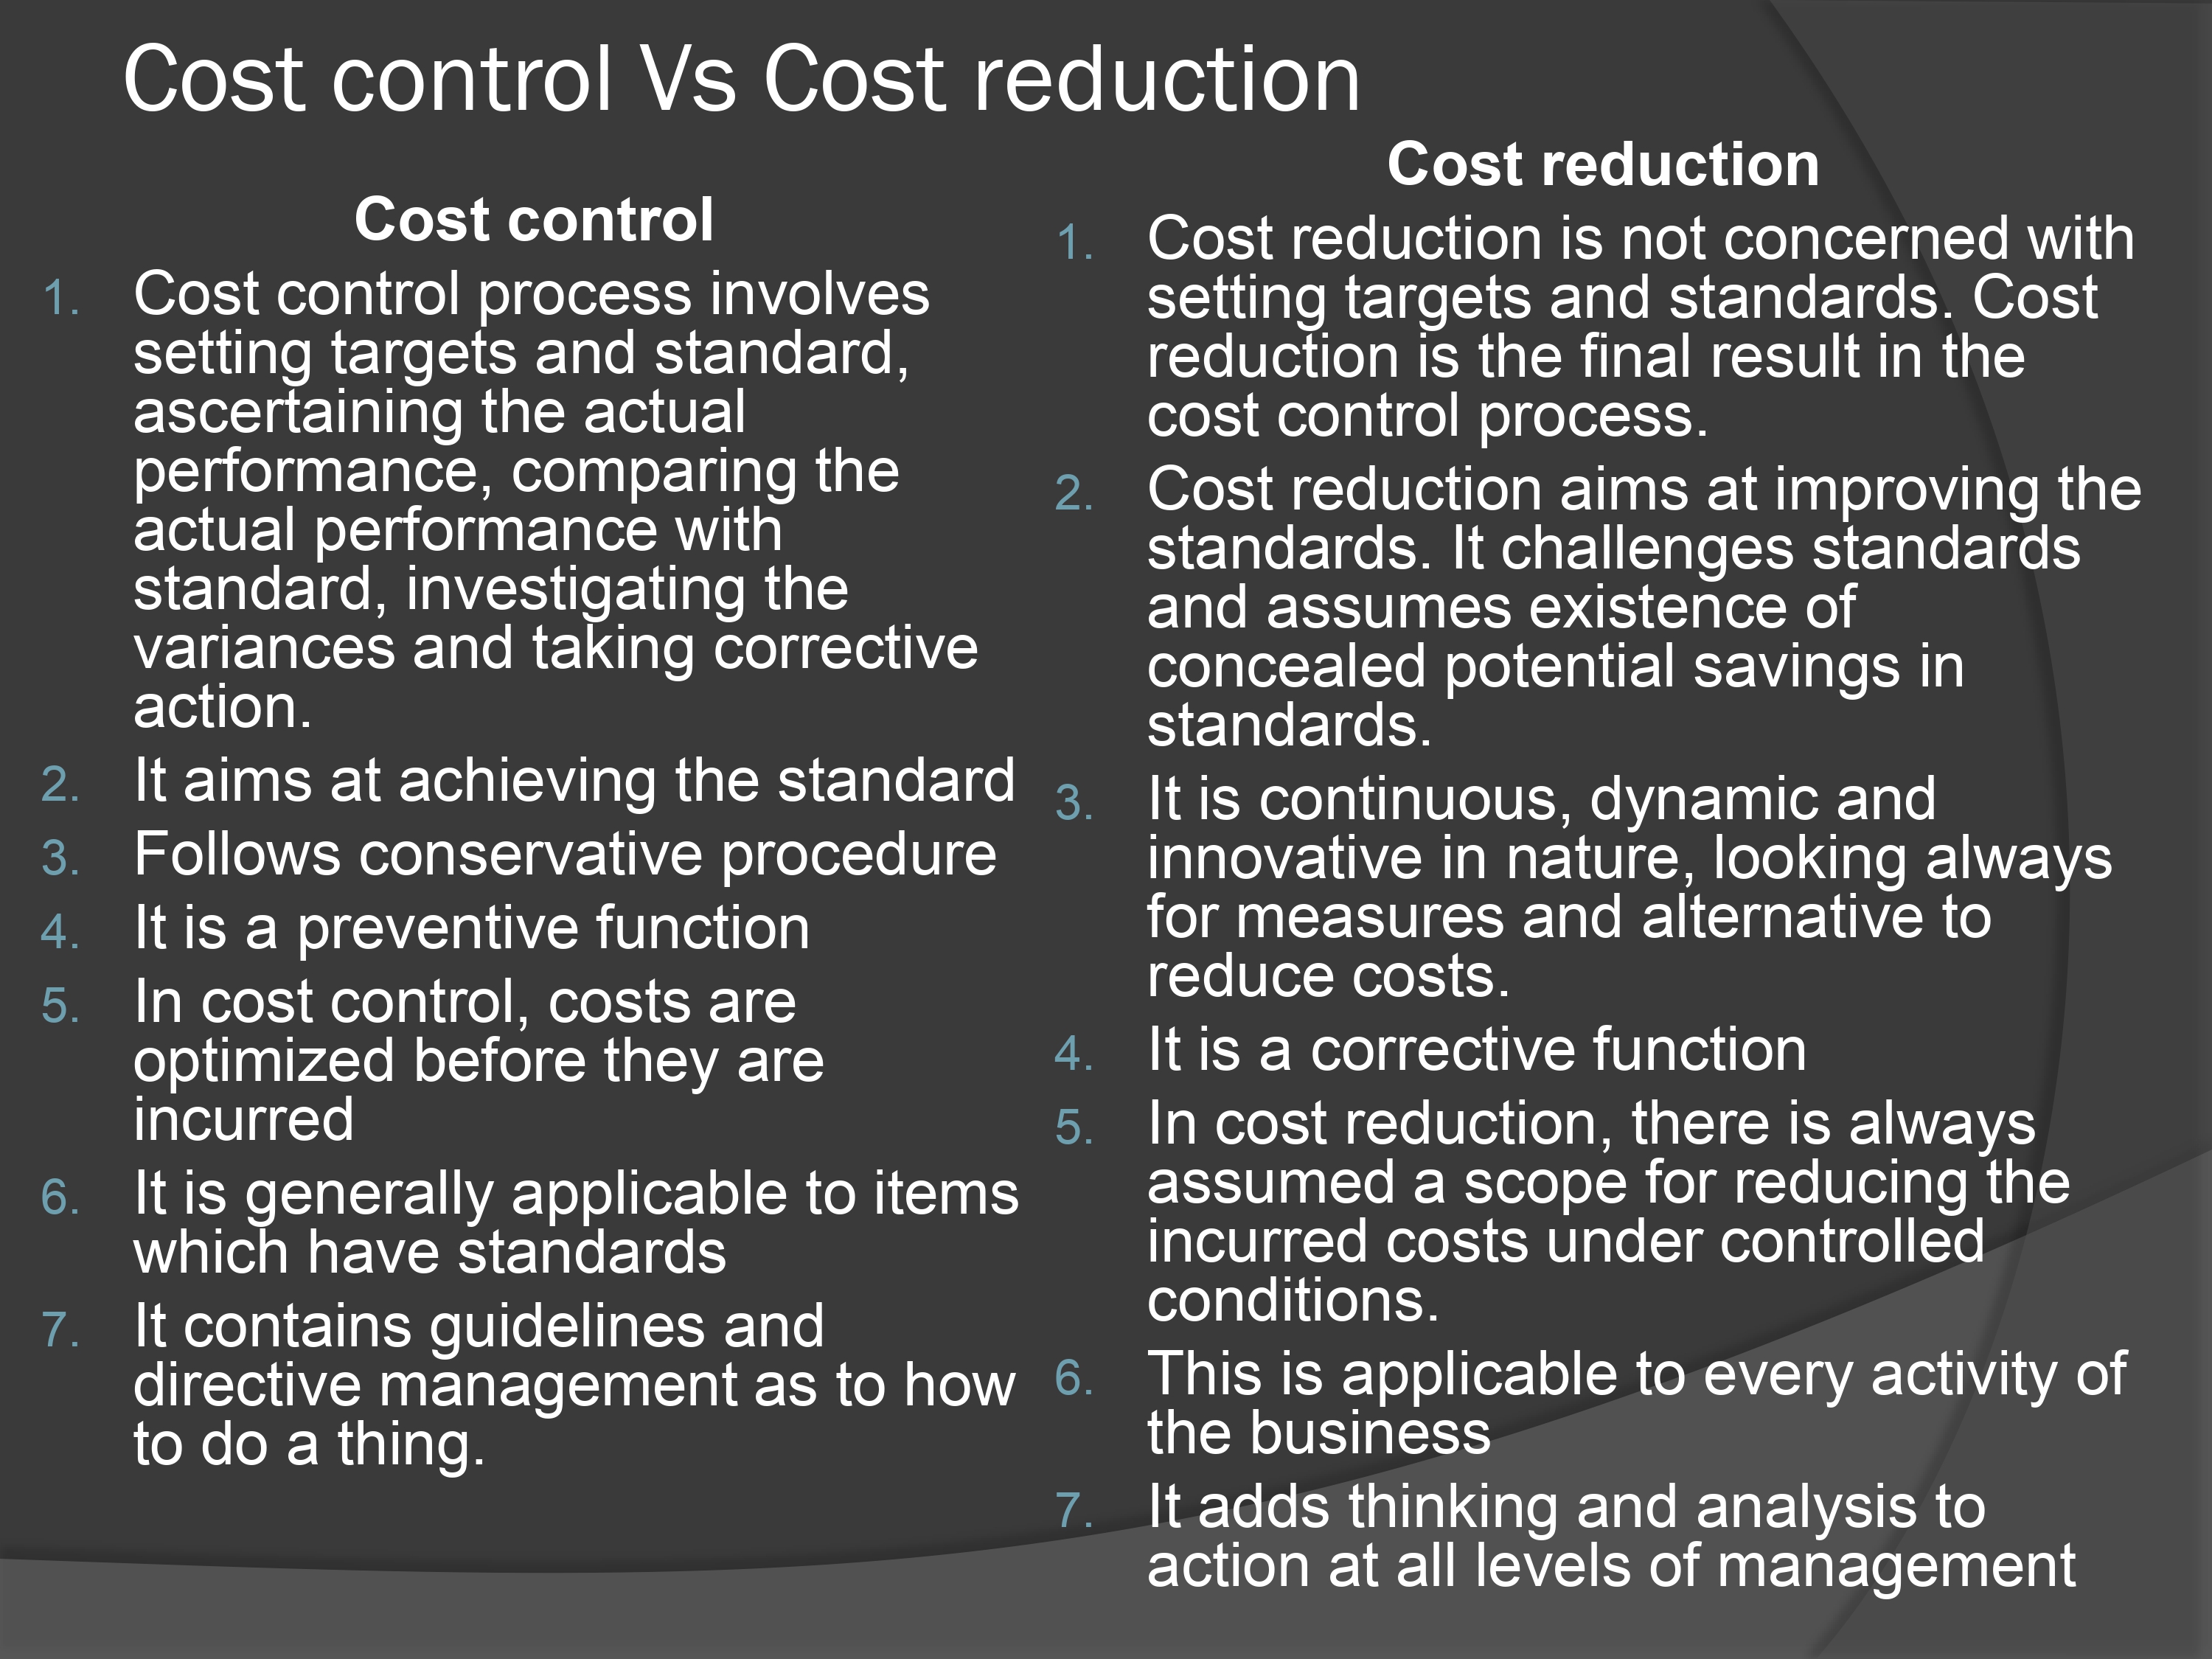 Cost control Vs Cost reduction
Cost control
1. Cost control process involves
setting targets and standard,
ascertaining the actual
performance, comparing the
actual performance with
standard, investigating the
variances and taking corrective
action.
2. It aims at achieving the standard
3. Follows conservative procedure
4. It is a preventive function
5. In cost control, costs are
optimized before they are
incurred
6. It is generally applicable to items
which have standards
7. It contains guidelines and
directive management as to how
to do a thing.
Cost reduction
1. Cost reduction is not concerned with
setting targets and standards. Cost
reduction is the final result in the
cost control process.
2. Cost reduction aims at improving the
standards. It challenges standards
and assumes existence of
concealed potential savings in
standards.
3. It is continuous, dynamic and
innovative in nature, looking always
for measures and alternative to
reduce costs.
4. It is a corrective function
5. In cost reduction, there is always
assumed a scope for reducing the
incurred costs under controlled
conditions.
6. This is applicable to every activity of
the business
7. It adds thinking and analysis to
action at all levels of management